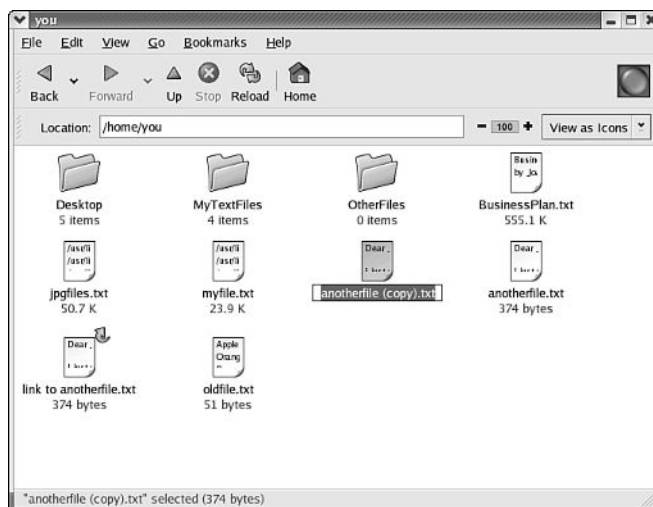 you
File Edit View Go Bookmarks Help
Back Forward Up Stop Reload Home
Location: /home/you 100 View as Icons
Desktop MyTextFiles OtherFiles BusinessPlan.txt
5 items 4 items 0 items 555.1 K
jpgfiles.txt myfile.txt anotherfile (copy).txt anotherfile.txt
50.7 K 23.9 K 374 bytes
Dear,
Apple
Orang
link to anotherfile.txt oldfile.txt
374 bytes 51 bytes
"anotherfile (copy).txt" selected (374 bytes)